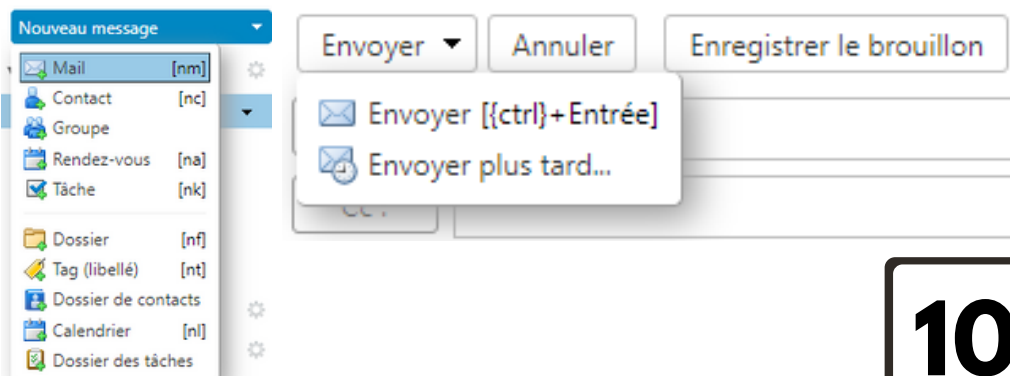 Nouveau message
Mail [nm]
Contact [nc]
Groupe
Rendez-vous [na]
Tâche [nk]
Dossier [nf]
Tag (libellé) [nt]
Dossier de contacts
Calendrier [nl]
Dossier des tâches
Envoyer Annuler Enregistrer le brouillon
Envoyer [{ctrl}+Entrée]
Envoyer plus tard...
10